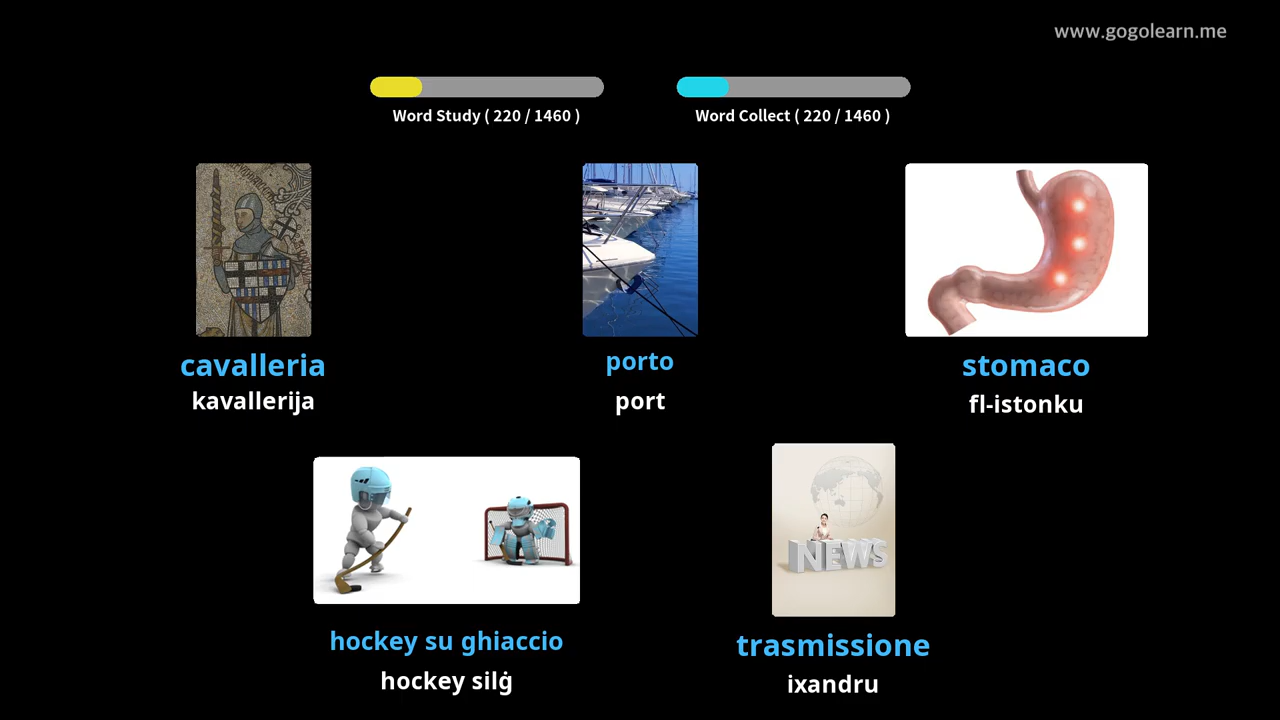 www.gogolearn.me
Word Study ( 220 / 1460 )
Word Collect ( 220 / 1460 )
cavalleria
kavallerija
porto
port
stomaco
fl-istonku
NEWS
hockey su ghiaccio
hockey silġ
trasmissione
ixandru